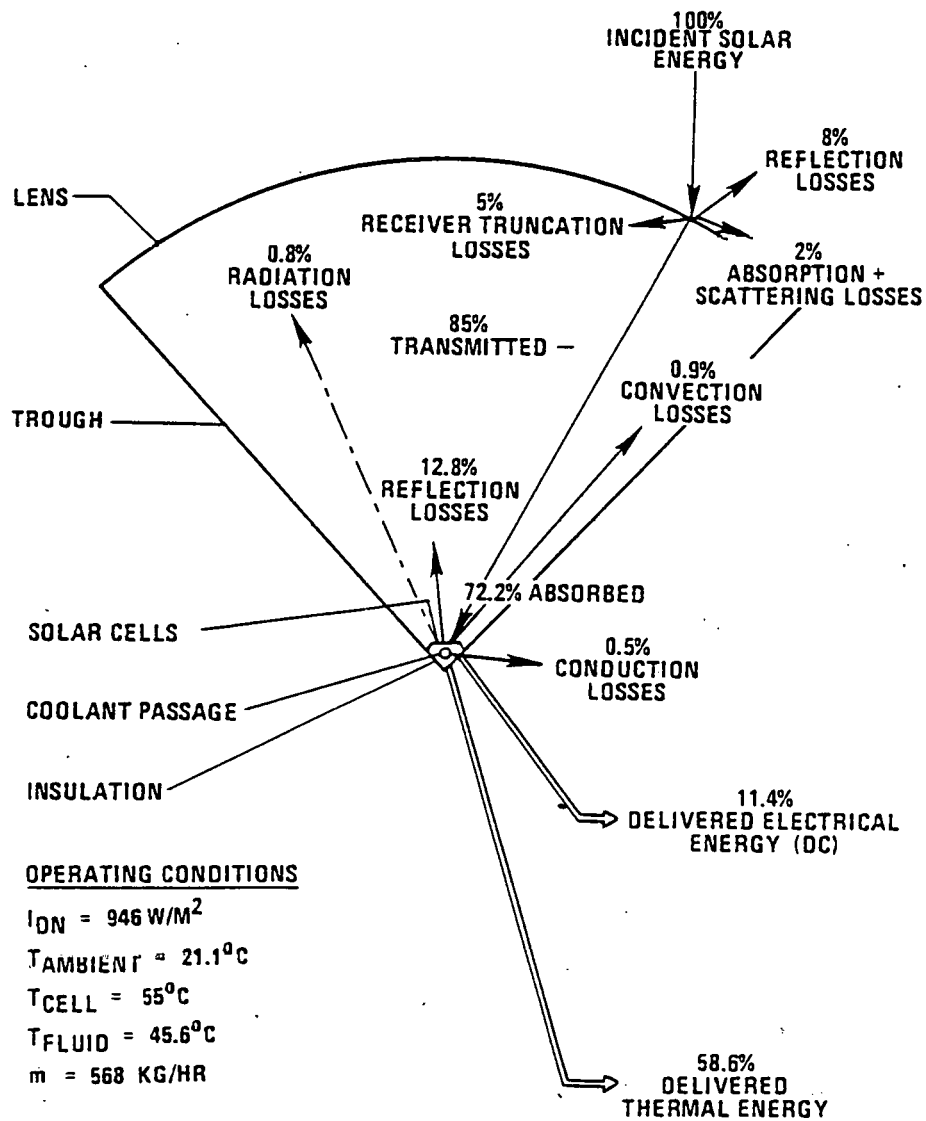 100%
INCIDENT SOLAR
ENERGY
8%
REFLECTION
LOSSES
LENS
5%
RECEIVER TRUNCATION
LOSSES
0.8%
RADIATION
LOSSES
2%
ABSORPTION +
SCATTERING LOSSES
85%
TRANSMITTED
0.9%
CONVECTION
LOSSES
TROUGH
12.8%
REFLECTION
LOSSES
72.2% ABSORBED
SOLAR CELLS
0.5%
CONDUCTION
LOSSES
COOLANT PASSAGE
INSULATION
11.4%
DELIVERED ELECTRICAL
ENERGY (DC)
OPERATING CONDITIONS
IDN = 946 W/M2
TAMBIENT = 21.1°C
TCELL = 55°C
TFLUID = 45.6°C
m = 568 KG/HR
58.6%
DELIVERED
THERMAL ENERGY